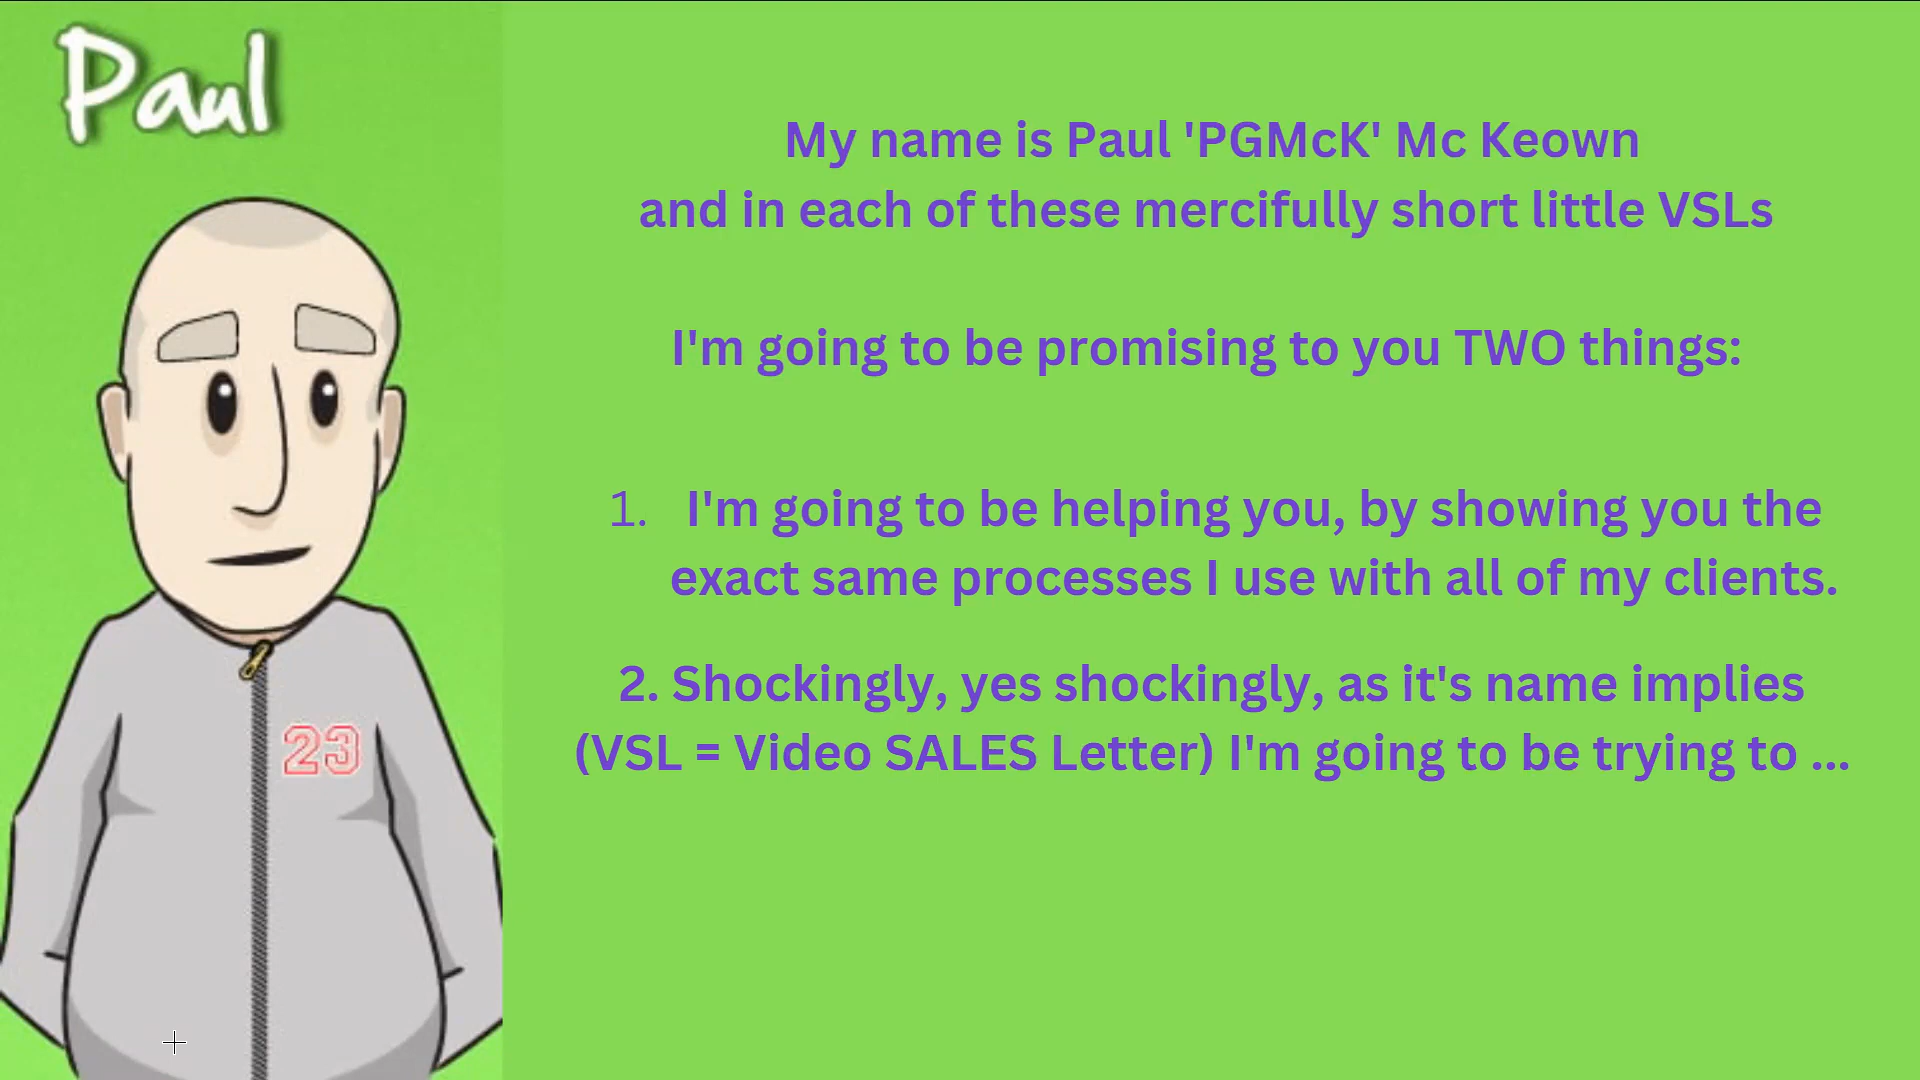 Paul
My name is Paul 'PGMcK' Mc Keown
and in each of these mercifully short little VSLs
I'm going to be promising to you TWO things:
1. I'm going to be helping you, by showing you the
exact same processes I use with all of my clients.
2. Shockingly, yes shockingly, as it's name implies
(VSL = Video SALES Letter) I'm going to be trying to ...
23